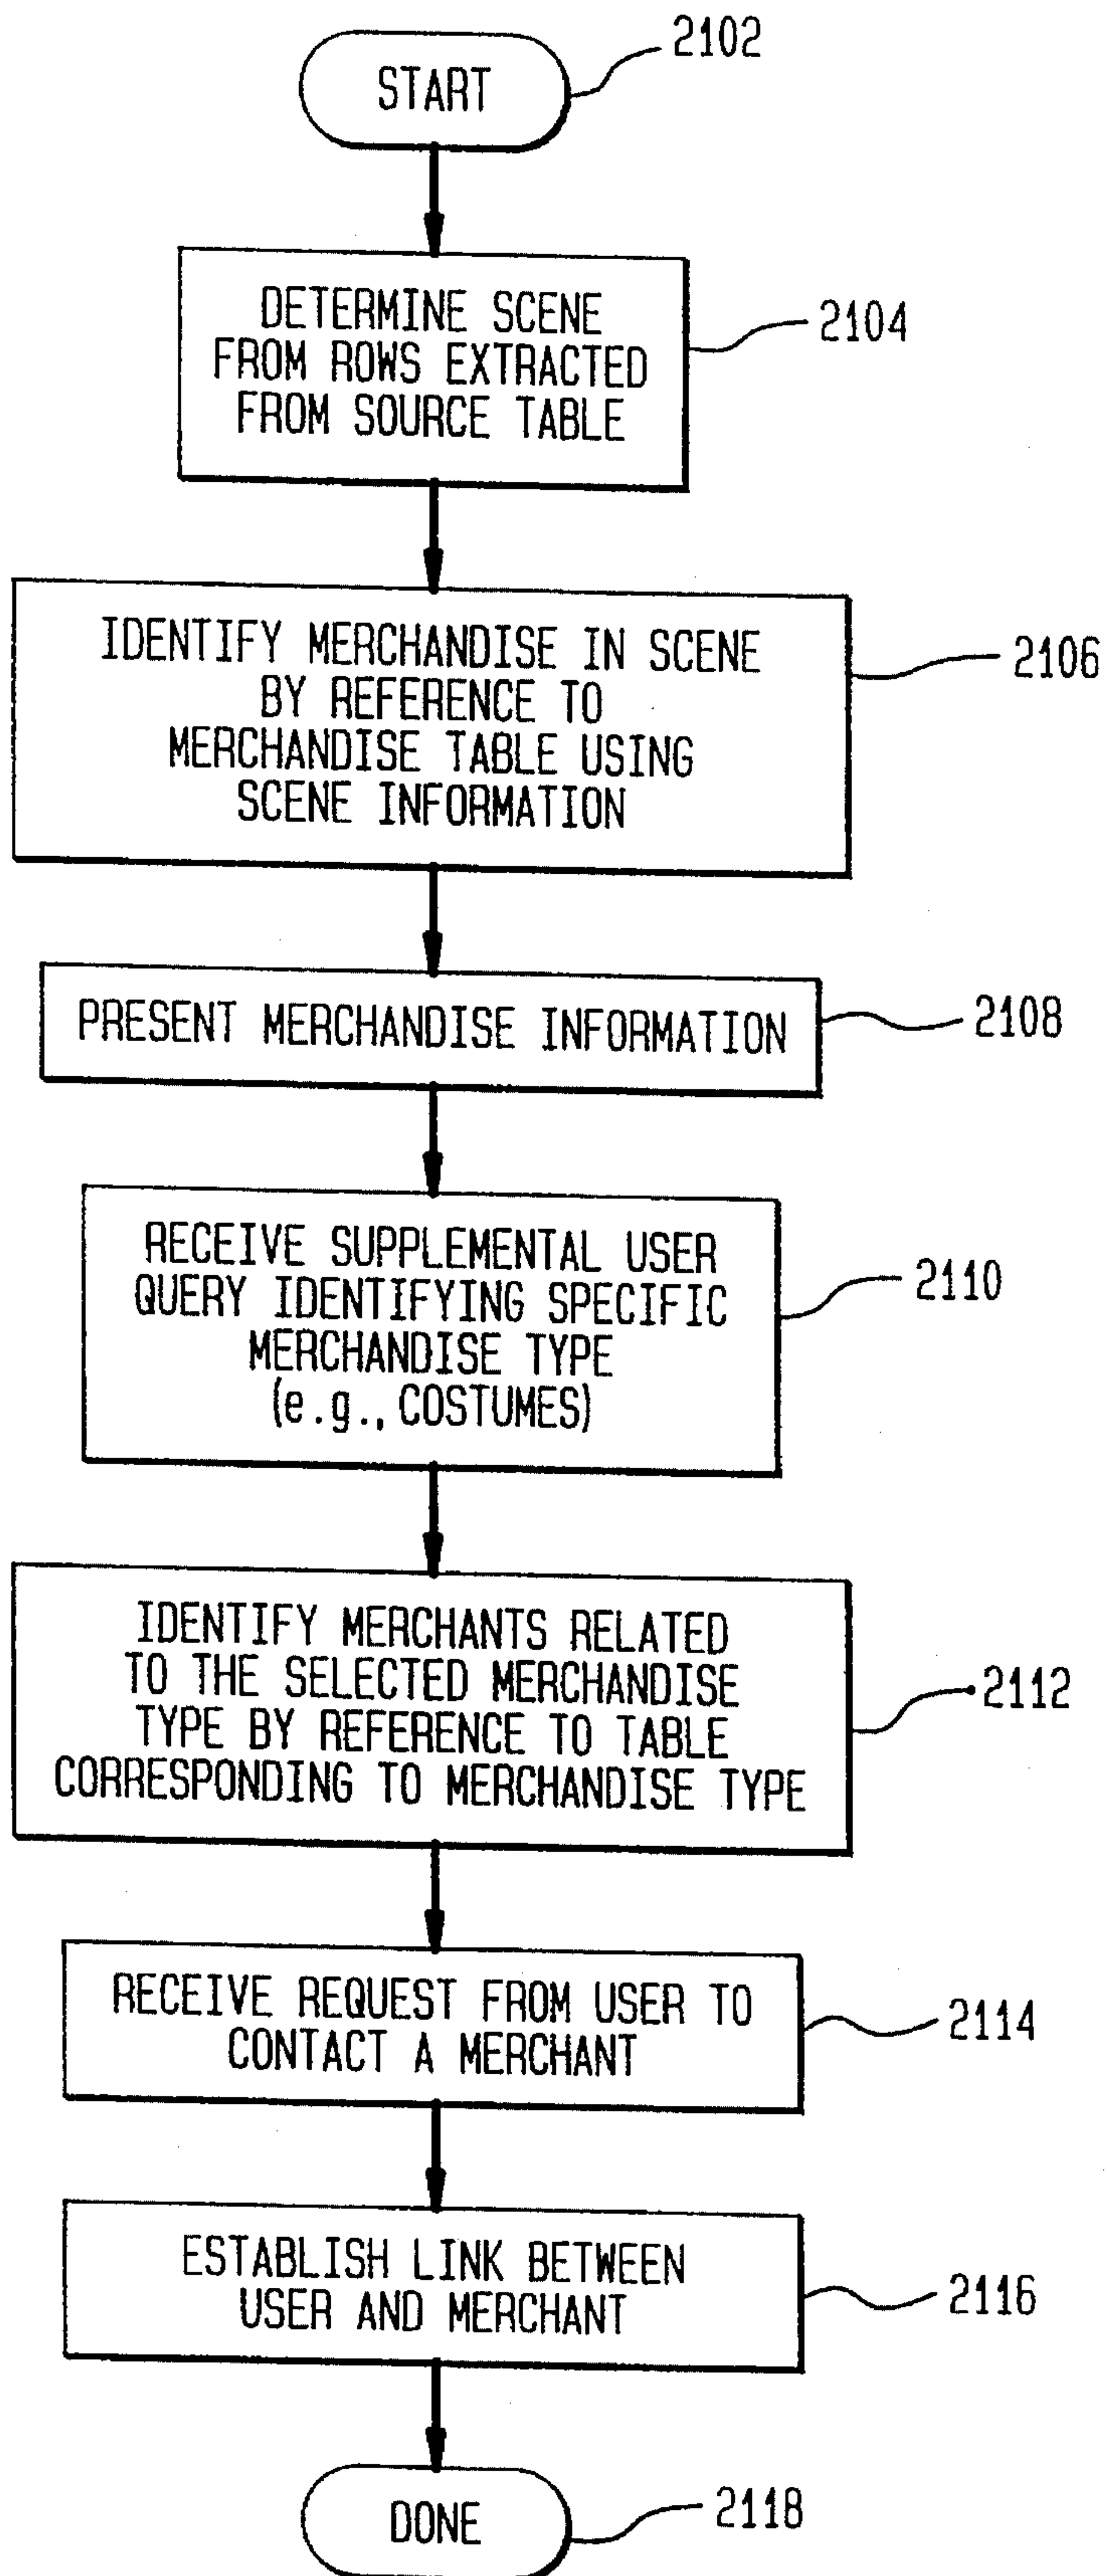 START
2102
DETERMINE SCENE
FROM ROWS EXTRACTED
FROM SOURCE TABLE
2104
IDENTIFY MERCHANDISE IN SCENE
BY REFERENCE TO
MERCHANDISE TABLE USING
SCENE INFORMATION
2106
PRESENT MERCHANDISE INFORMATION
2108
RECEIVE SUPPLEMENTAL USER
QUERY IDENTIFYING SPECIFIC
MERCHANDISE TYPE
(e.g., COSTUMES)
2110
IDENTIFY MERCHANTS RELATED
TO THE SELECTED MERCHANDISE
TYPE BY REFERENCE TO TABLE
CORRESPONDING TO MERCHANDISE TYPE
2112
RECEIVE REQUEST FROM USER TO
CONTACT A MERCHANT
2114
ESTABLISH LINK BETWEEN
USER AND MERCHANT
2116
DONE
2118